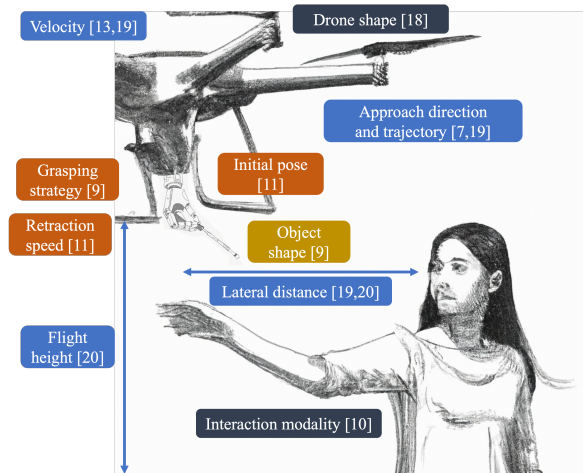 Velocity [13,19]
Drone shape [18]
Approach direction
and trajectory [7,19]
Grasping
strategy [9]
Initial pose
[11]
Retraction
speed [11]
Object
shape [9]
Lateral distance [19,20]
Flight
height [20]
Interaction modality [10]